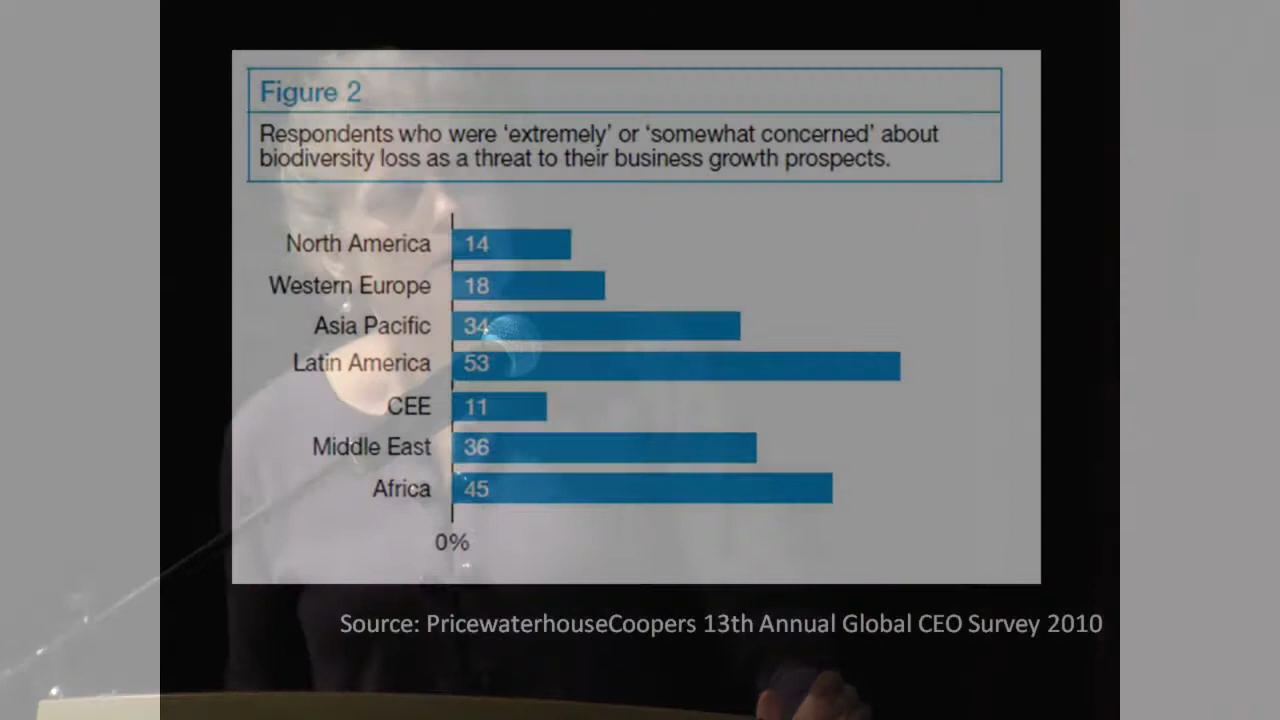 Figure 2
Respondents who were ‘extremely’ or ‘somewhat concerned’ about
biodiversity loss as a threat to their business growth prospects.
North America 14
Western Europe 18
Asia Pacific 34
Latin America 53
CEE 11
Middle East 36
Africa 45
0%
Source: PricewaterhouseCoopers 13th Annual Global CEO Survey 2010